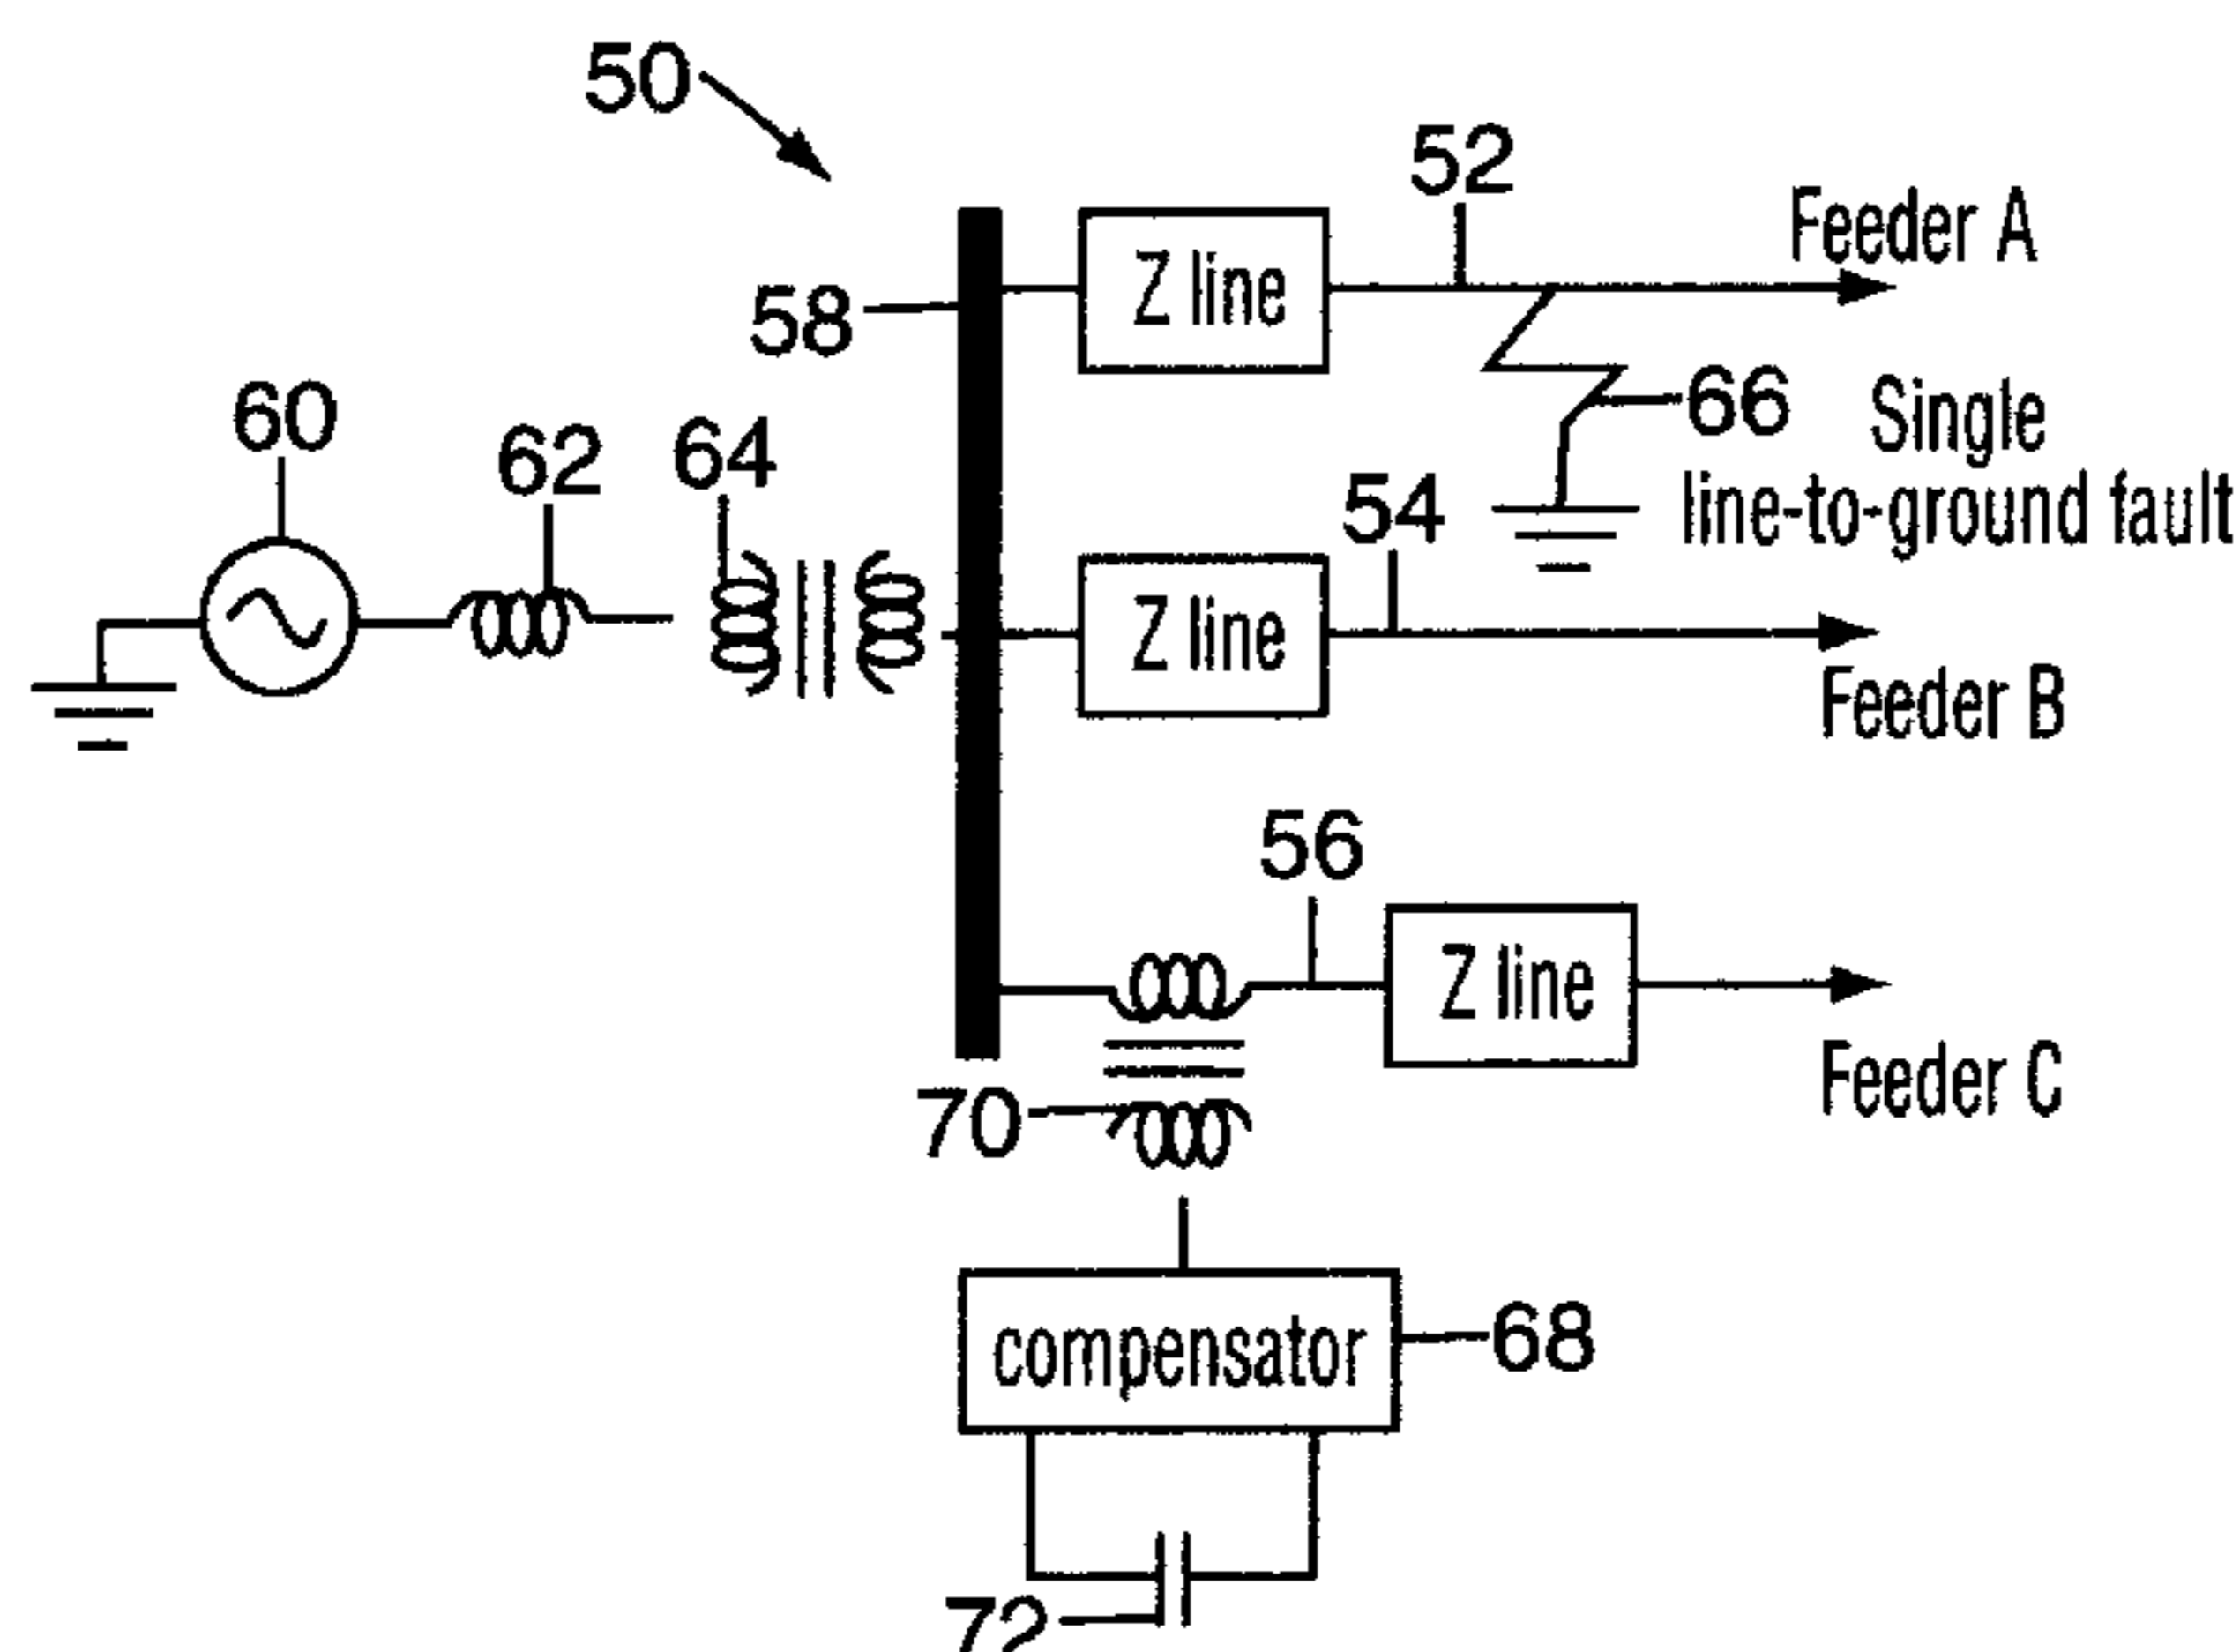 50
52
Feeder A
58
Z line
60
62
64
66
Single
line-to-ground fault
54
Z line
Feeder B
56
Z line
Feeder C
70
compensator
68
72